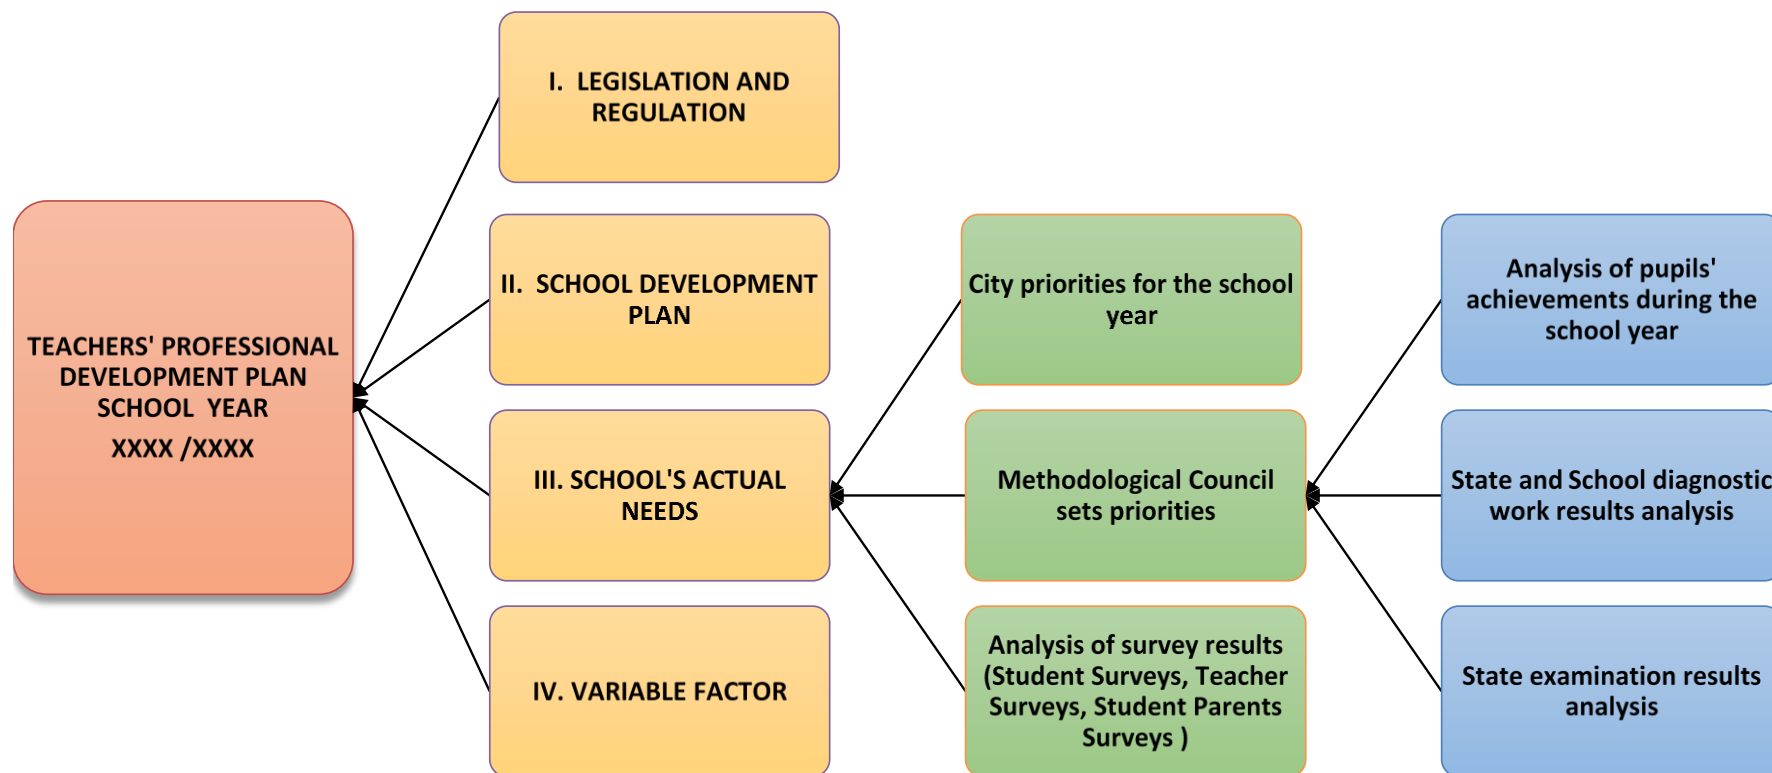 I.  LEGISLATION AND
REGULATION
TEACHERS' PROFESSIONAL
DEVELOPMENT PLAN
SCHOOL  YEAR
XXXX /XXXX
II.  SCHOOL DEVELOPMENT
PLAN
III. SCHOOL'S ACTUAL
NEEDS
IV. VARIABLE FACTOR
City priorities for the school
year
Methodological Council
sets priorities
Analysis of survey results
(Student Surveys, Teacher
Surveys, Student Parents
Surveys )
Analysis of pupils'
achievements during the
school year
State and School diagnostic
work results analysis
State examination results
analysis